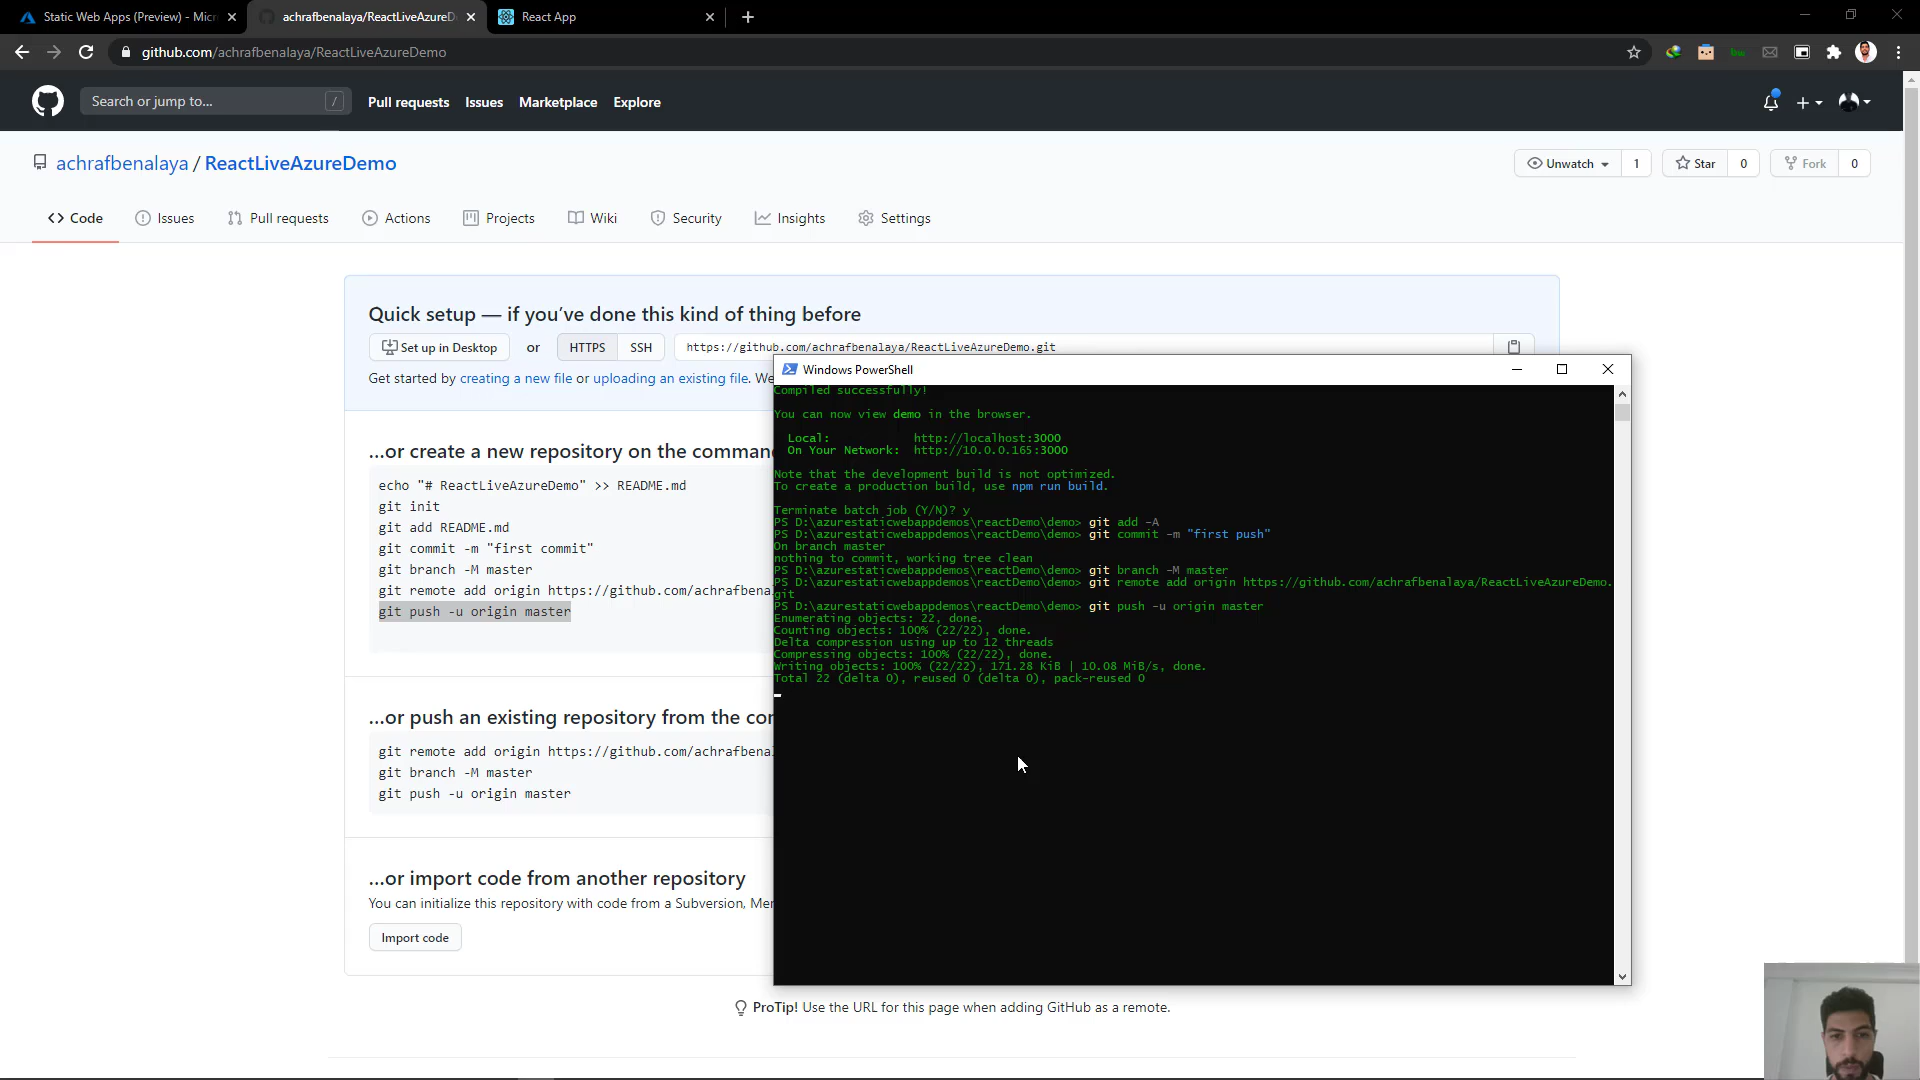 Static Web Apps (Preview) - Micr
achrafbenalaya/ReactLiveAzureD
React App
github.com/achrafbenalaya/ReactLiveAzureDemo
Search or jump to...
/
Pull requests
Issues
Marketplace
Explore
achrafbenalaya / ReactLiveAzureDemo
Unwatch 1
Star 0
Fork 0
Code
Issues
Pull requests
Actions
Projects
Wiki
Security
Insights
Settings
Quick setup — if you’ve done this kind of thing before
Set up in Desktop or HTTPS SSH https://github.com/achrafbenalaya/ReactLiveAzureDemo.git
Get started by creating a new file or uploading an existing file. We
…or create a new repository on the command
echo "# ReactLiveAzureDemo" >> README.md
git init
git add README.md
git commit -m "first commit"
git branch -M master
git remote add origin https://github.com/achrafbena
git push -u origin master
…or push an existing repository from the co
git remote add origin https://github.com/achrafbena
git branch -M master
git push -u origin master
…or import code from another repository
You can initialize this repository with code from a Subversion, Mer
Import code
ProTip! Use the URL for this page when adding GitHub as a remote.
Windows PowerShell
Compiled successfully!
You can now view demo in the browser.
Local: http://localhost:3000
On Your Network: http://10.0.0.165:3000
Note that the development build is not optimized.
To create a production build, use npm run build.
Terminate batch job (Y/N)? y
PS D:\azurestaticwebappdemos\reactDemo\demo> git add -A
PS D:\azurestaticwebappdemos\reactDemo\demo> git commit -m "first push"
On branch master
nothing to commit, working tree clean
PS D:\azurestaticwebappdemos\reactDemo\demo> git branch -M master
PS D:\azurestaticwebappdemos\reactDemo\demo> git remote add origin https://github.com/achrafbenalaya/ReactLiveAzureDemo.
git
PS D:\azurestaticwebappdemos\reactDemo\demo> git push -u origin master
Enumerating objects: 22, done.
Counting objects: 100% (22/22), done.
Delta compression using up to 12 threads
Compressing objects: 100% (22/22), done.
Writing objects: 100% (22/22), 171.28 KiB | 10.08 MiB/s, done.
Total 22 (delta 0), reused 0 (delta 0), pack-reused 0